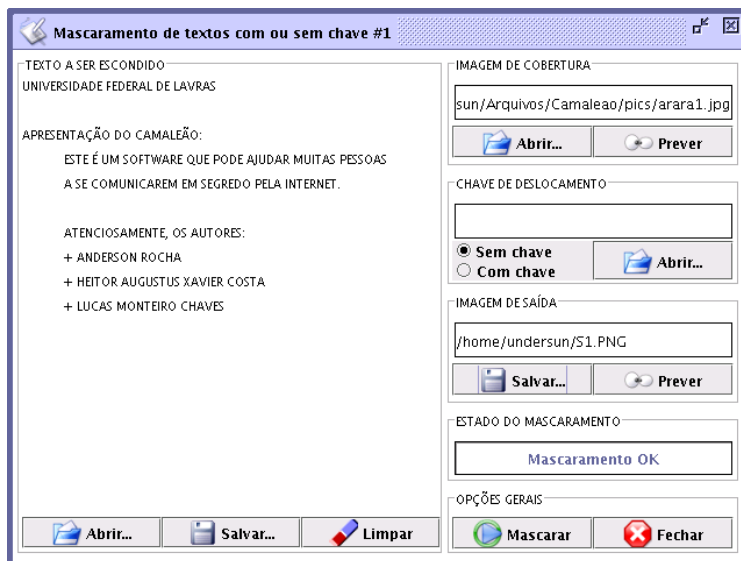 Mascaramento de textos com ou sem chave #1
TEXTO A SER ESCONDIDO
UNIVERSIDADE FEDERAL DE LAVRAS
APRESENTAÇÃO DO CAMALEÃO:
ESTE É UM SOFTWARE QUE PODE AJUDAR MUITAS PESSOAS
A SE COMUNICAREM EM SEGREDO PELA INTERNET.
ATENCIOSAMENTE, OS AUTORES:
+ ANDERSON ROCHA
+ HEITOR AUGUSTUS XAVIER COSTA
+ LUCAS MONTEIRO CHAVES
Abrir... Salvar... Limpar
IMAGEM DE COBERTURA
sun/Arquivos/Camaleao/pics/arara1.jpg
Abrir... Prever
CHAVE DE DESLOCAMENTO
Sem chave
Com chave
Abrir...
IMAGEM DE SAÍDA
/home/undersun/S1.PNG
Salvar... Prever
ESTADO DO MASCARAMENTO
Mascaramento OK
OPÇÕES GERAIS
Mascarar Fechar